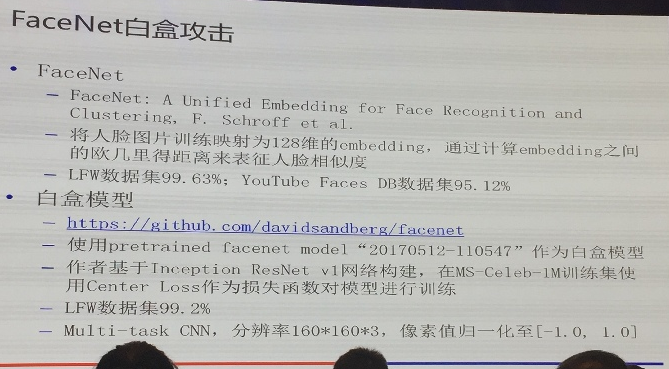 FaceNet白盒攻击
• FaceNet
– FaceNet: A Unified Embedding for Face Recognition and
Clustering, F. Schroff et al.
– 将人脸图片训练映射为128维的embedding，通过计算embedding之间
的欧几里得距离来表征人脸相似度
– LFW数据集99.63%；YouTube Faces DB数据集95.12%
• 白盒模型
– https://github.com/davidsandberg/facenet
– 使用pretrained facenet model “20170512-110547”作为白盒模型
– 作者基于Inception ResNet v1网络构建，在MS-Celeb-1M训练集使
用Center Loss作为损失函数对模型进行训练
– LFW数据集99.2%
– Multi-task CNN，分辨率160*160*3，像素值归一化至[-1.0, 1.0]